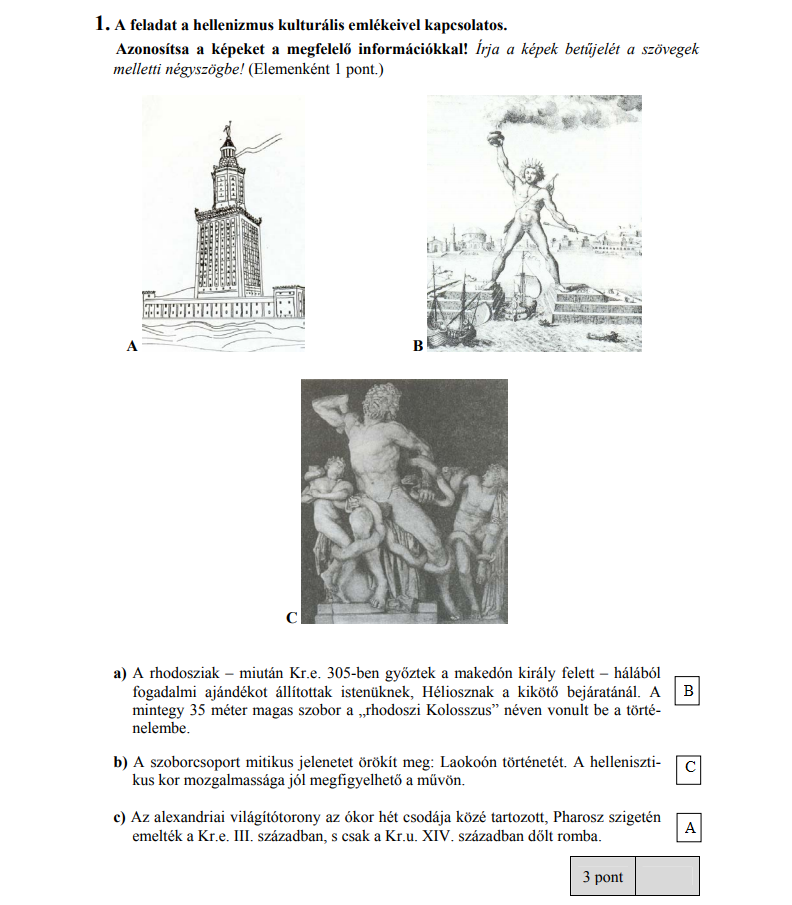 1. A feladat a hellenizmus kulturális emlékeivel kapcsolatos.
Azonosítsa a képeket a megfelelő információkkal! Írja a képek betűjelét a szövegek
melletti négyszögbe! (Elemenként 1 pont.)
A
B
C
a) A rhodosziak – miután Kr.e. 305-ben győztek a makedón király felett – hálából
fogadalmi ajándékot állítottak istenüknek, Héliosznak a kikötő bejáratánál. A
mintegy 35 méter magas szobor a „rhodoszi Kolosszus” néven vonult be a törté-
nelembe.
B
b) A szoborcsoport mitikus jelenetet örökít meg: Laokoón történetét. A helleniszti-
kus kor mozgalmassága jól megfigyelhető a művön.
C
c) Az alexandriai világítótorony az ókor hét csodája közé tartozott, Pharosz szigetén
emelték a Kr.e. III. században, s csak a Kr.u. XIV. században dőlt romba.
A
3 pont